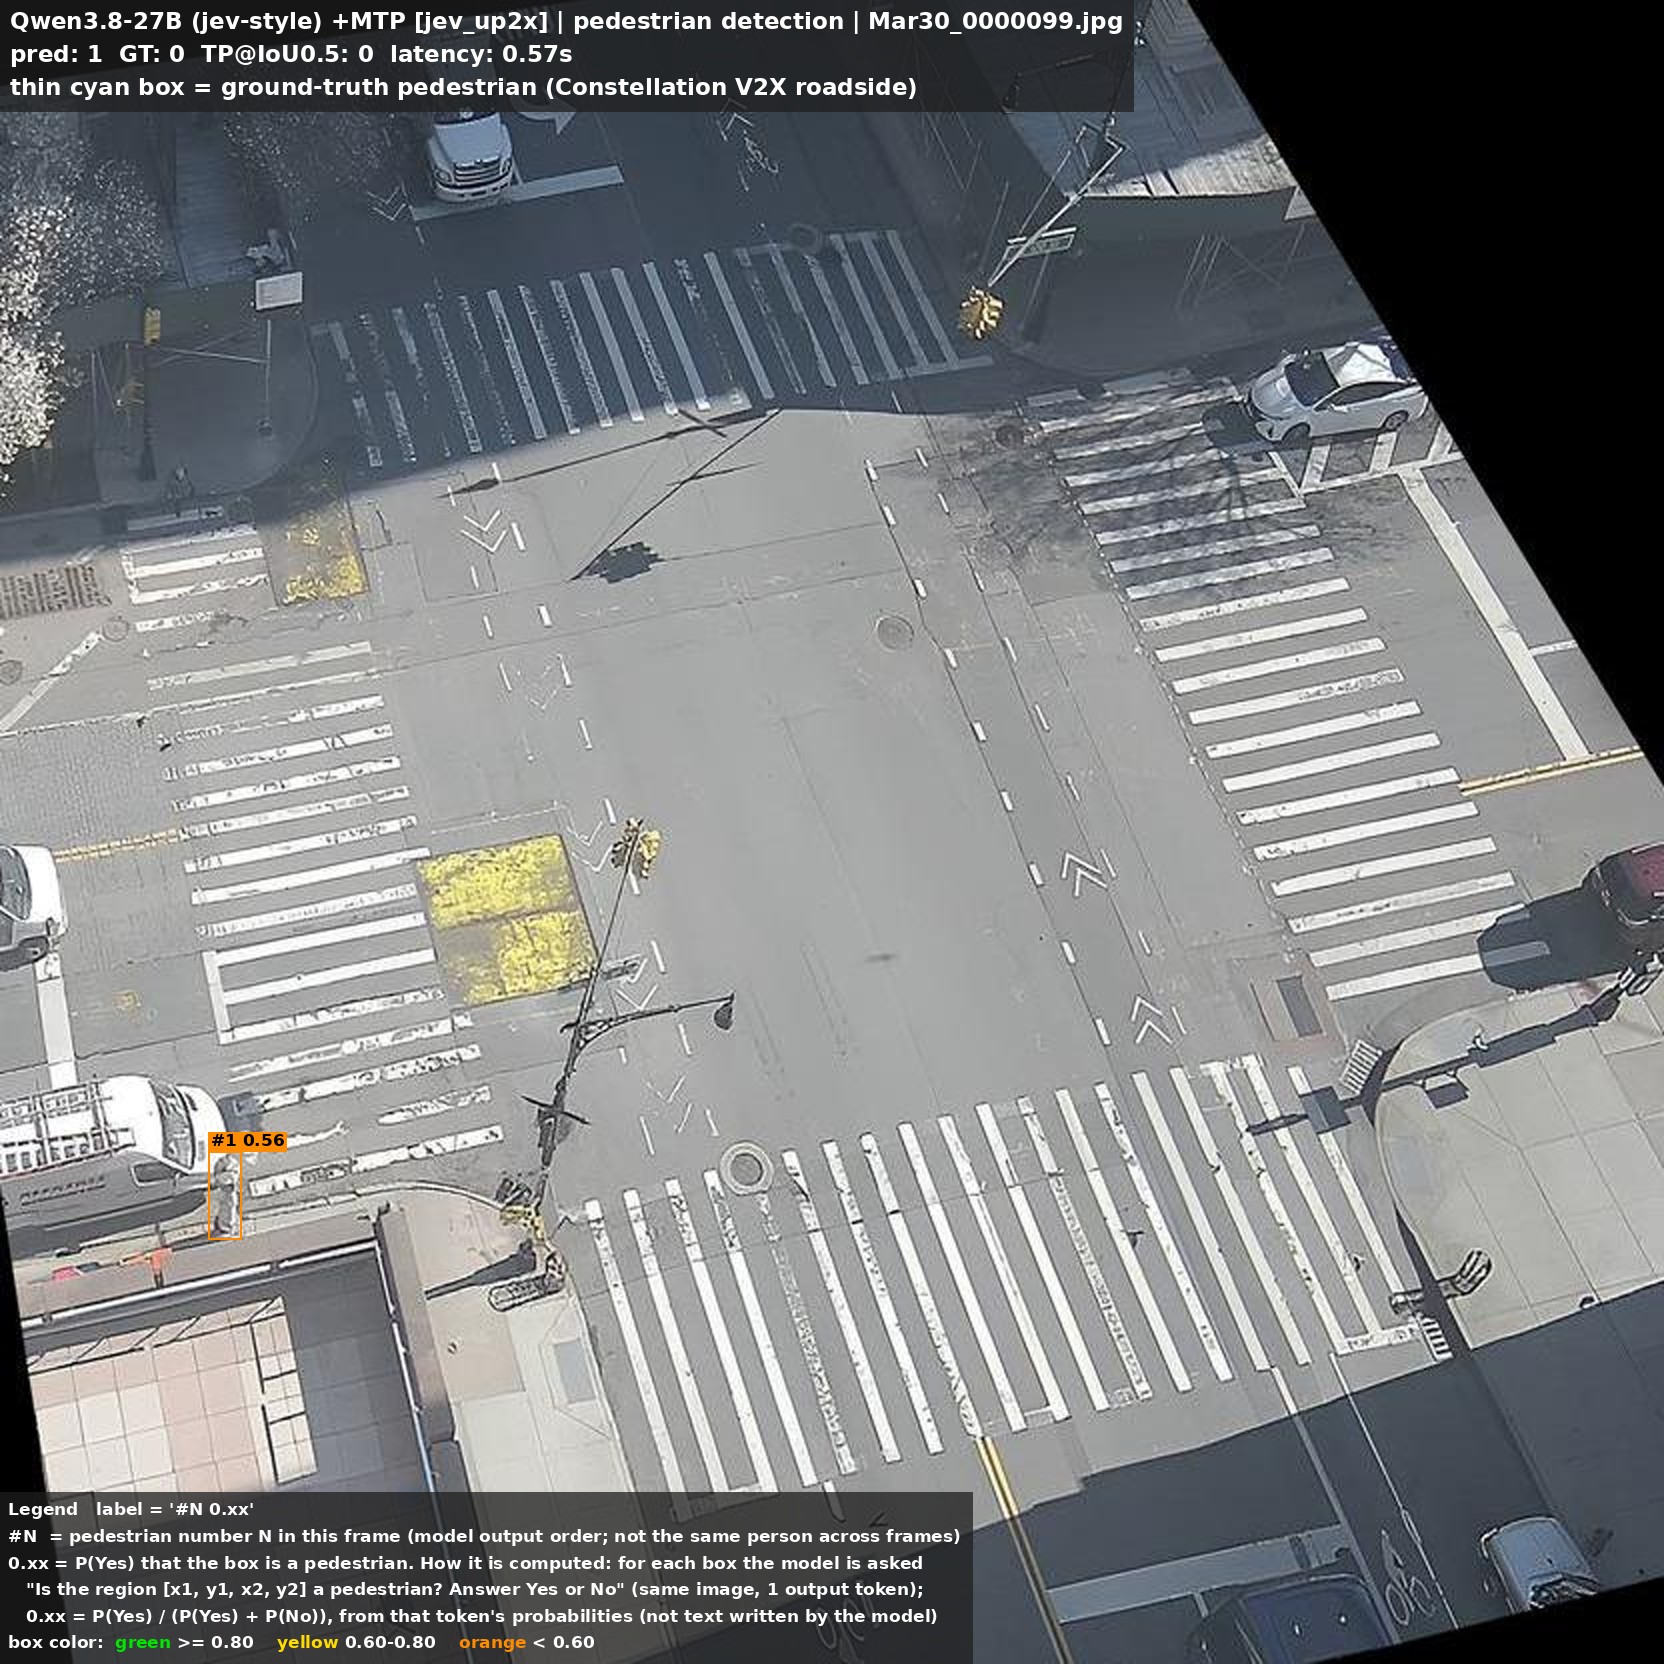 Qwen3.8-27B (jev-style) +MTP [jev_up2x] | pedestrian detection | Mar30_0000099.jpg
pred: 1  GT: 0  TP@IoU0.5: 0  latency: 0.57s
thin cyan box = ground-truth pedestrian (Constellation V2X roadside)
#1 0.56
Legend   label = '#N 0.xx'
#N  = pedestrian number N in this frame (model output order; not the same person across frames)
0.xx = P(Yes) that the box is a pedestrian. How it is computed: for each box the model is asked
"Is the region [x1, y1, x2, y2] a pedestrian? Answer Yes or No" (same image, 1 output token);
0.xx = P(Yes) / (P(Yes) + P(No)), from that token's probabilities (not text written by the model)
box color:  green >= 0.80    yellow 0.60-0.80    orange < 0.60